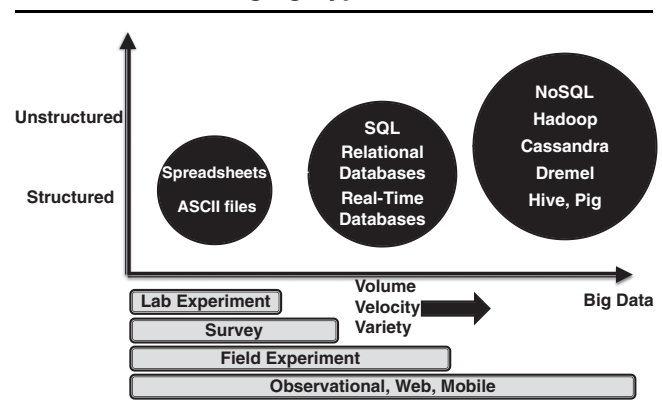 NoSQL
Hadoop
Cassandra
Dremel
Hive, Pig
Unstructured
SQL
Relational
Databases
Real-Time
Databases
Spreadsheets
ASCII files
Structured
Volume
Velocity
Variety
Big Data
Lab Experiment
Survey
Field Experiment
Observational, Web, Mobile